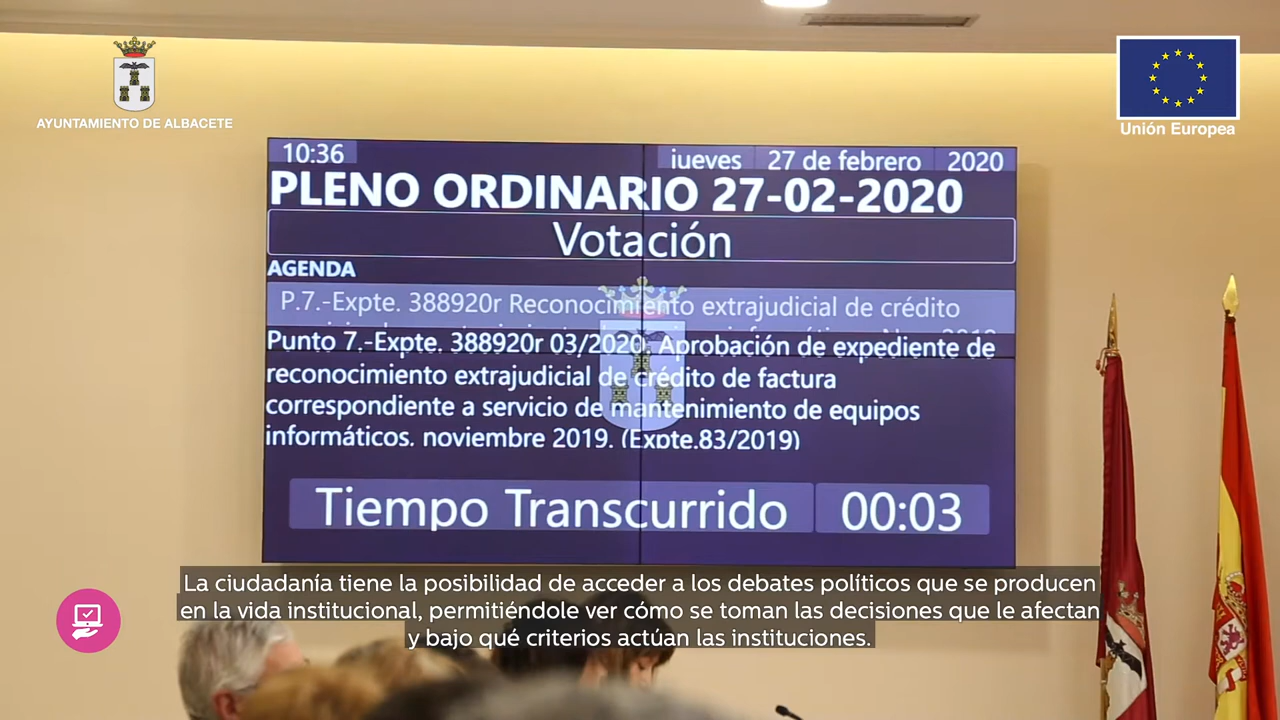 AYUNTAMIENTO DE ALBACETE
Unión Europea
10:36 jueves 27 de febrero 2020
PLENO ORDINARIO 27-02-2020
Votación
AGENDA
P.7.-Expte. 388920r Reconocimiento extrajudicial de crédito
Punto 7.-Expte. 388920r 03/2020. Aprobación de expediente de
reconocimiento extrajudicial de crédito de factura
correspondiente a servicio de mantenimiento de equipos
informáticos. noviembre 2019. (Expte.83/2019)
Tiempo Transcurrido 00:03
La ciudadanía tiene la posibilidad de acceder a los debates políticos que se producen
en la vida institucional, permitiéndole ver cómo se toman las decisiones que le afectan
y bajo qué criterios actúan las instituciones.